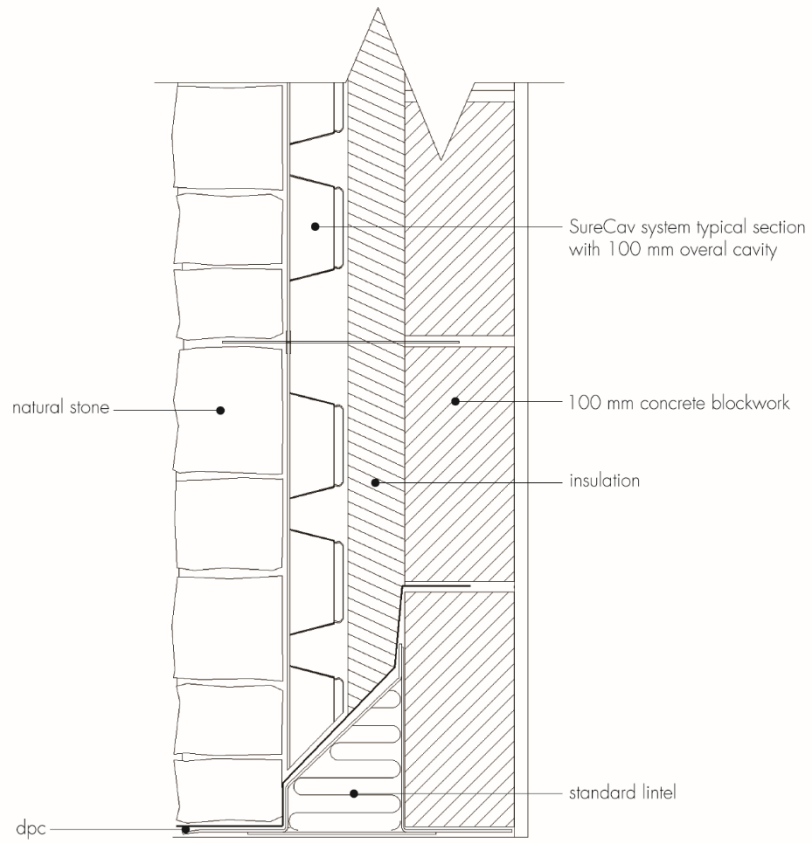 SureCav system typical section
with 100 mm overal cavity
natural stone
100 mm concrete blockwork
insulation
standard lintel
dpc